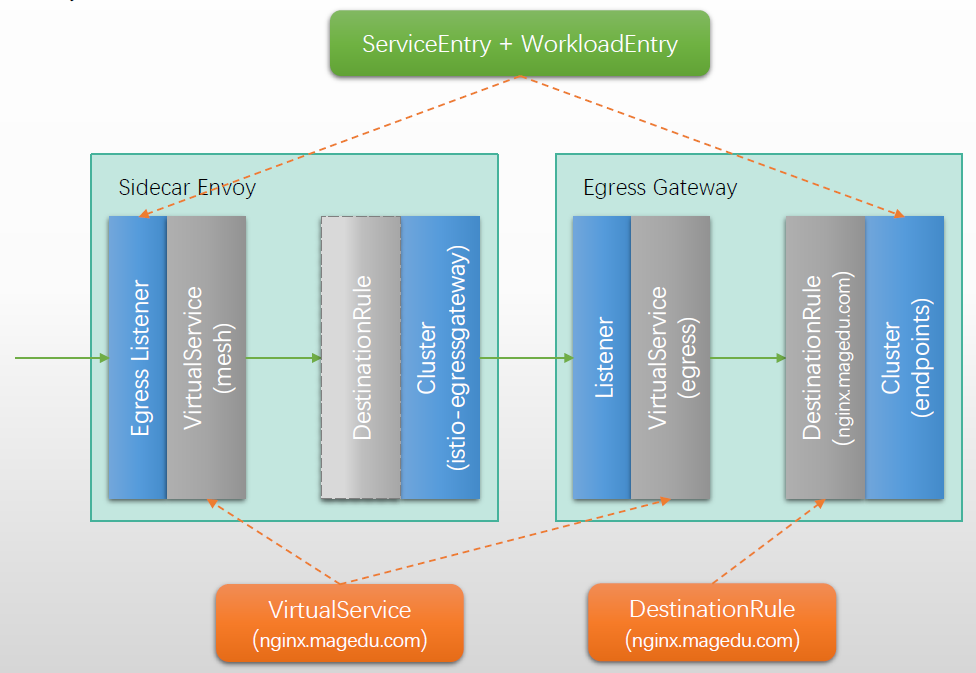 ServiceEntry + WorkloadEntry
Sidecar Envoy
Egress Listener
VirtualService
(mesh)
DestinationRule
Cluster
(istio-egressgateway)
Egress Gateway
Listener
VirtualService
(egress)
DestinationRule
(nginx.magedu.com)
Cluster
(endpoints)
VirtualService
(nginx.magedu.com)
DestinationRule
(nginx.magedu.com)